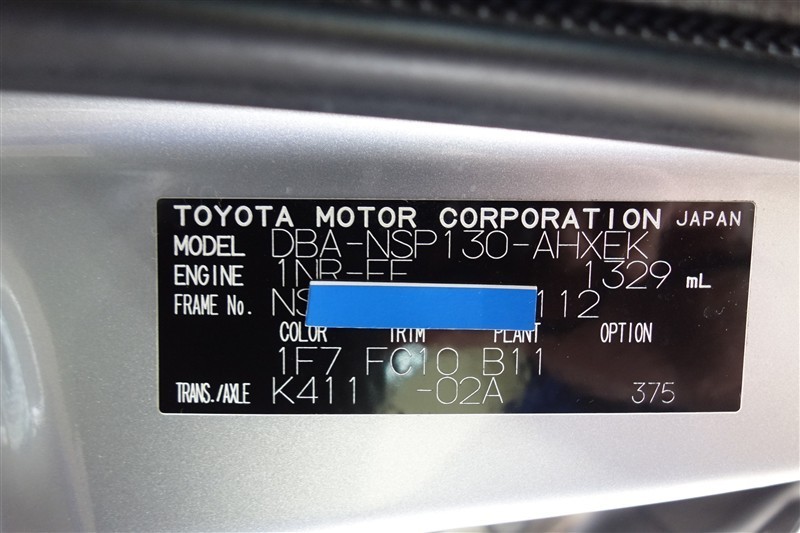 TOYOTA MOTOR CORPORATION JAPAN
MODEL DBA-NSP130-AHXEK
ENGINE 1NR-FE 1329 mL
FRAME No. NS 112
COLOR TRIM PLANT OPTION
1F7 FC10 B11
TRANS./AXLE K411 -02A 375